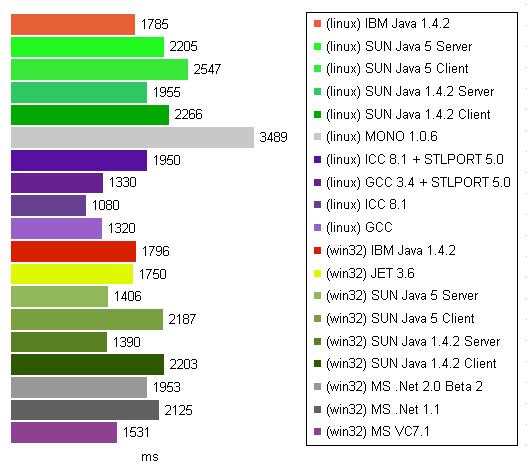 1785 (linux) IBM Java 1.4.2
2205 (linux) SUN Java 5 Server
2547 (linux) SUN Java 5 Client
1955 (linux) SUN Java 1.4.2 Server
2266 (linux) SUN Java 1.4.2 Client
3489 (linux) MONO 1.0.6
1950 (linux) ICC 8.1 + STLPORT 5.0
1330 (linux) GCC 3.4 + STLPORT 5.0
1080 (linux) ICC 8.1
1320 (linux) GCC
1796 (win32) IBM Java 1.4.2
1750 (win32) JET 3.6
1406 (win32) SUN Java 5 Server
2187 (win32) SUN Java 5 Client
1390 (win32) SUN Java 1.4.2 Server
2203 (win32) SUN Java 1.4.2 Client
1953 (win32) MS .Net 2.0 Beta 2
2125 (win32) MS .Net 1.1
1531 (win32) MS VC7.1
ms